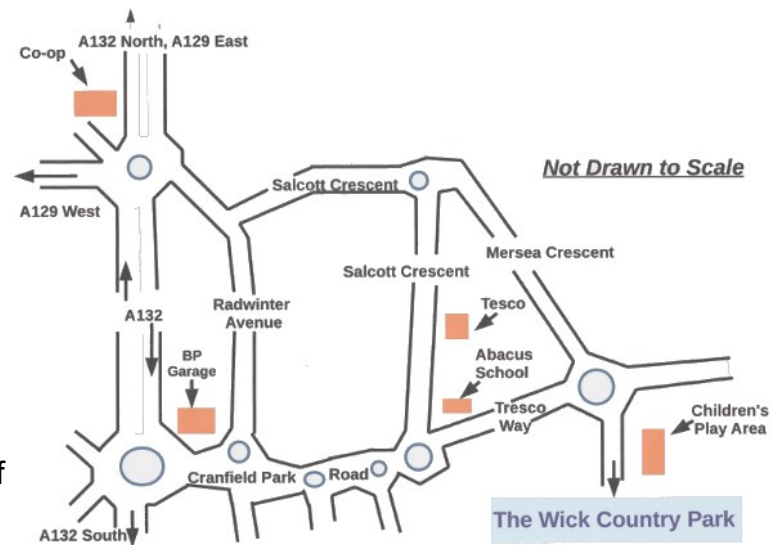 A132 North, A129 East
Co-op
Not Drawn to Scale
Salcott Crescent
A129 West
Mersea Crescent
Salcott Crescent
Radwinter
Avenue
Tesco
A132
BP
Garage
Abacus
School
Tresco
Way
Children's
Play Area
Cranfield Park Road
f
The Wick Country Park
A132 South